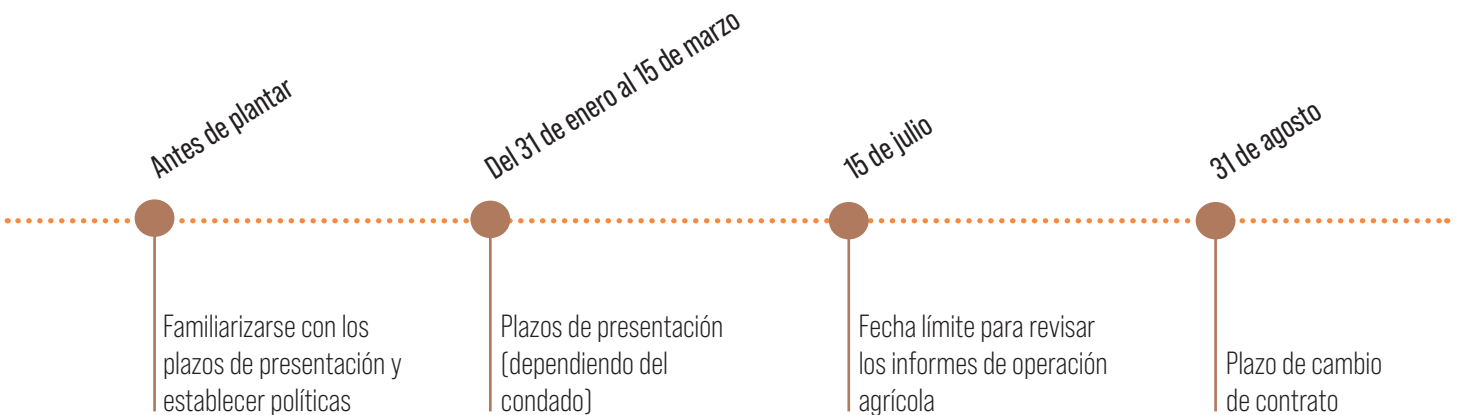 Antes de plantar
Del 31 de enero al 15 de marzo
15 de julio
31 de agosto
Familiarizarse con los
plazos de presentación y
establecer políticas
Plazos de presentación
(dependiendo del
condado)
Fecha límite para revisar
los informes de operación
agrícola
Plazo de cambio
de contrato